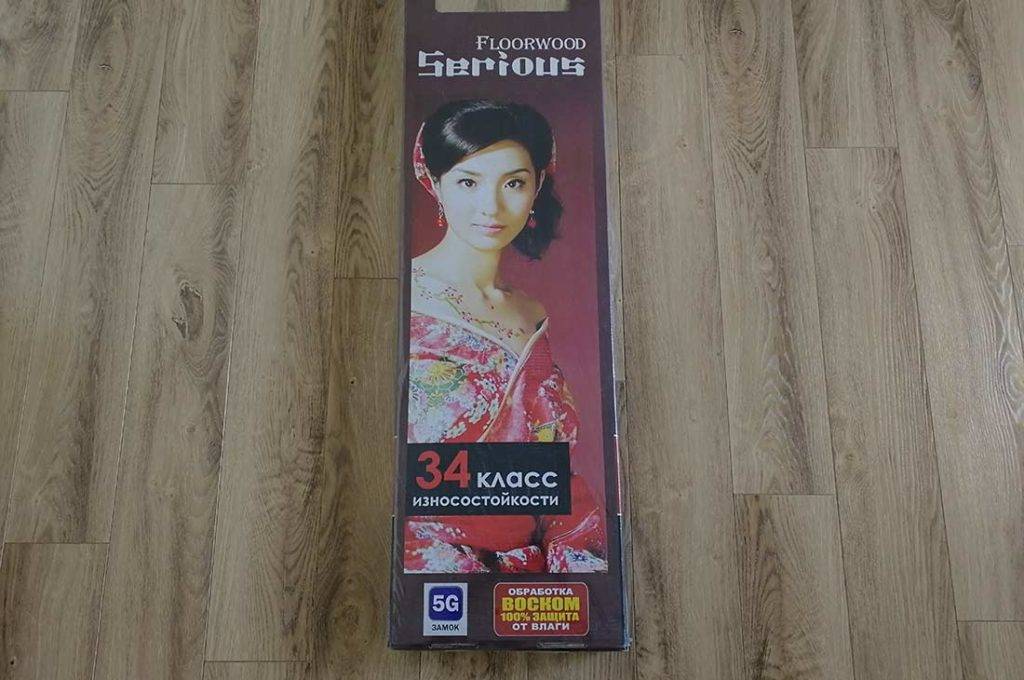 FLOORWOOD
Serious
34 класс
износостойкости
5G
ЗАМОК
ОБРАБОТКА
ВОСКОМ
100% ЗАЩИТА
ОТ ВЛАГИ